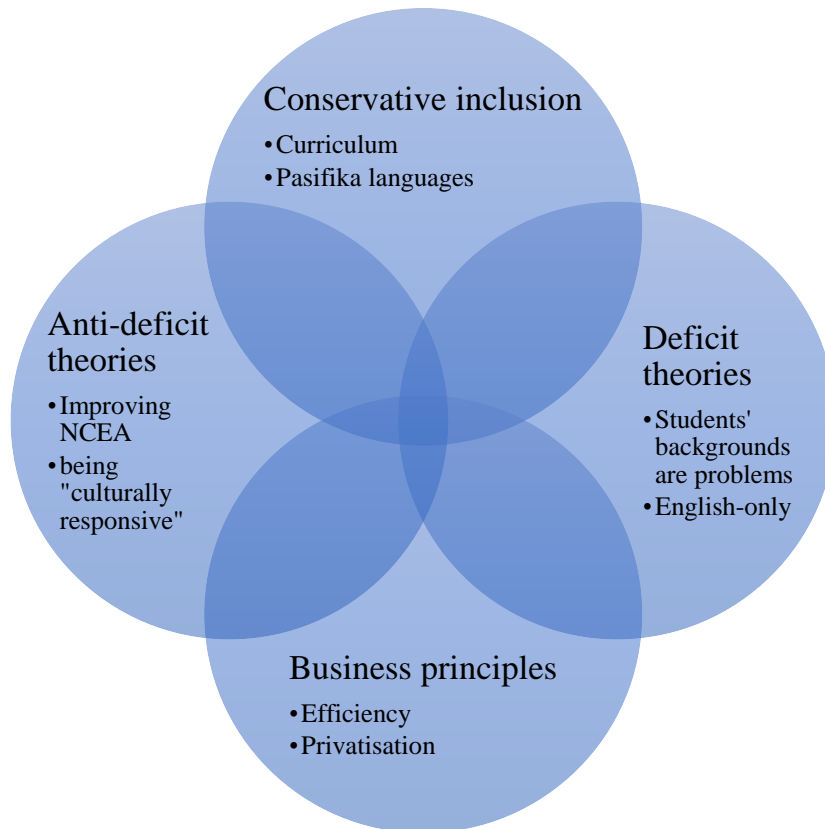 Conservative inclusion
•Curriculum
•Pasifika languages
Anti-deficit
theories
•Improving
NCEA
•being
"culturally
responsive"
Deficit
theories
•Students'
backgrounds
are problems
•English-only
Business principles
•Efficiency
•Privatisation